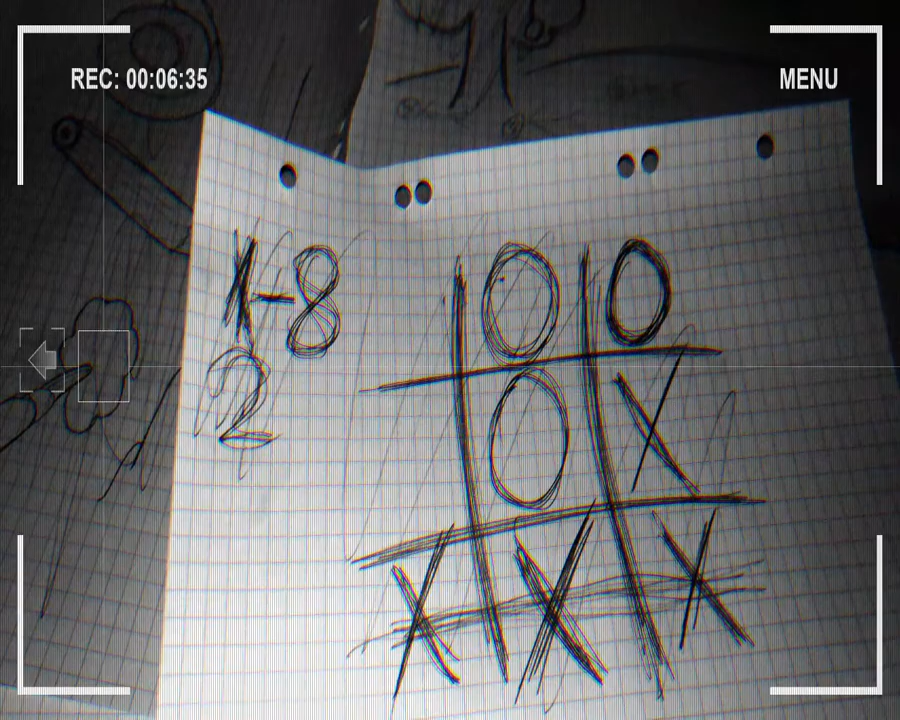 REC: 00:06:35
MENU
1-8
2
O O
O X
X X X